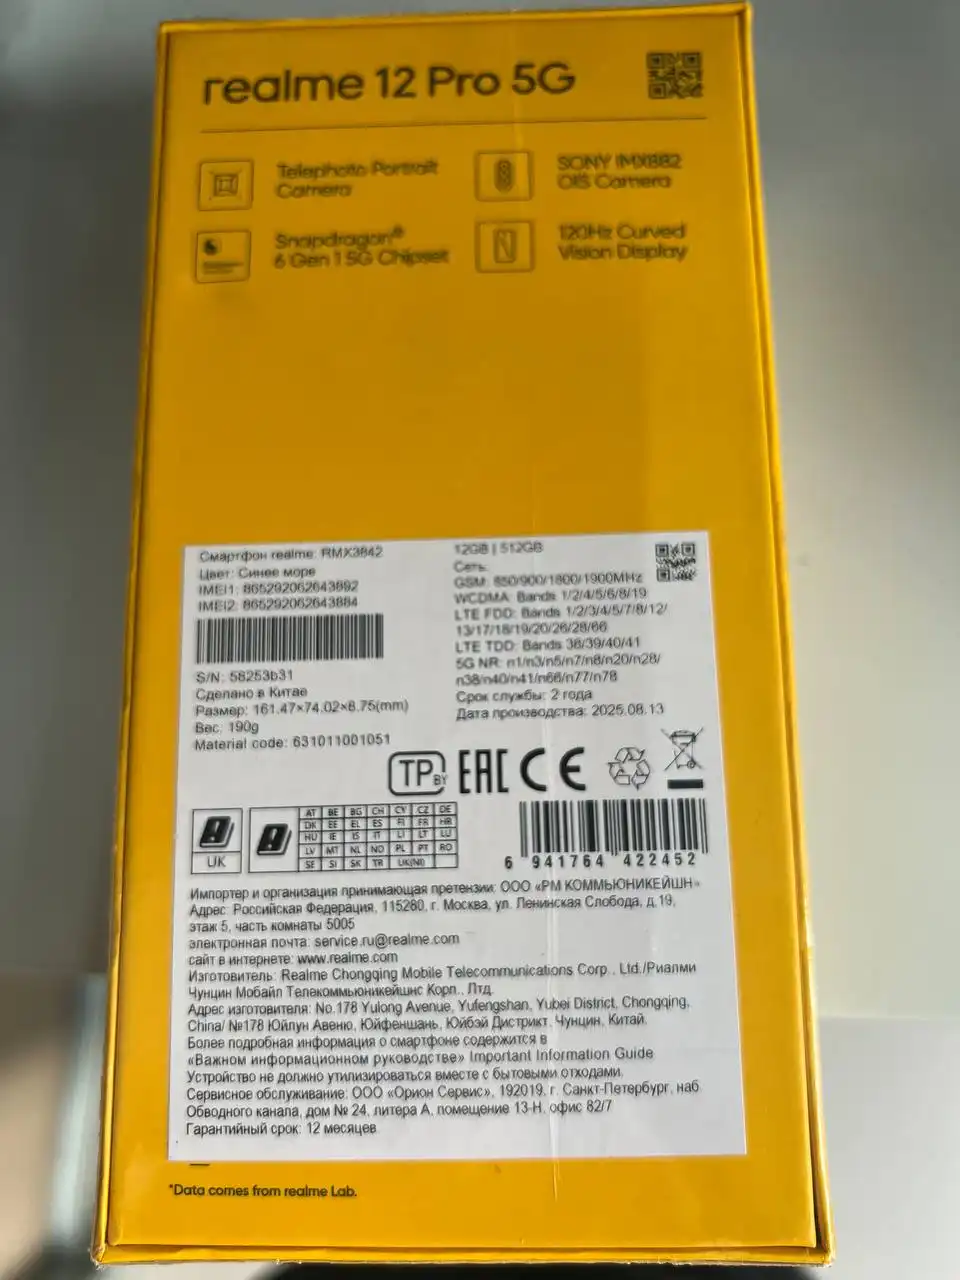 realme 12 Pro 5G
Telephoto Portrait
Camera
SONY IMX882
OIS Camera
Snapdragon®
6 Gen 1 5G Chipset
120Hz Curved
Vision Display
Смартфон realme: RMX3842
Цвет: Синее море
IMEI1: 865292062643892
IMEI2: 865292062643884
S/N: 58253b31
Сделано в Китае
Размер: 161.47×74.02×8.75(mm)
Вес: 190g
Material code: 631011001051
12GB | 512GB
Сеть:
GSM: 850/900/1800/1900MHz
WCDMA: Bands 1/2/4/5/6/8/19
LTE FDD: Bands 1/2/3/4/5/7/8/12/
13/17/18/19/20/26/28/66
LTE TDD: Bands 38/39/40/41
5G NR: n1/n3/n5/n7/n8/n20/n28/
n38/n40/n41/n66/n77/n78
Срок службы: 2 года
Дата производства: 2025.08.13
TP BY EAC CE
UK
AT BE BG CH CY CZ DE
DK EE EL ES FI FR HR
HU IE IS IT LI LT LU
LV MT NL NO PL PT RO
SE SI SK TR UK(NI)
6 941764 422452
Импортер и организация принимающая претензии: ООО «РМ КОММЬЮНИКЕЙШН»
Адрес: Российская Федерация, 115280, г. Москва, ул. Ленинская Слобода, д.19,
этаж 5, часть комнаты 5005
электронная почта: service.ru@realme.com
сайт в интернете: www.realme.com
Изготовитель: Realme Chongqing Mobile Telecommunications Corp., Ltd./Риалми
Чунцин Мобайл Телекоммьюникейшнс Корп., Лтд.
Адрес изготовителя: No.178 Yulong Avenue, Yufengshan, Yubei District, Chongqing,
China/ №178 Юйлун Авеню, Юйфеншань, Юйбэй Дистрикт, Чунцин, Китай.
Более подробная информация о смартфоне содержится в
«Важном информационном руководстве» Important Information Guide
Устройство не должно утилизироваться вместе с бытовыми отходами.
Сервисное обслуживание: ООО «Орион Сервис», 192019, г. Санкт-Петербург, наб
Обводного канала, дом № 24, литера А, помещение 13-Н, офис 82/7
Гарантийный срок: 12 месяцев
*Data comes from realme Lab.